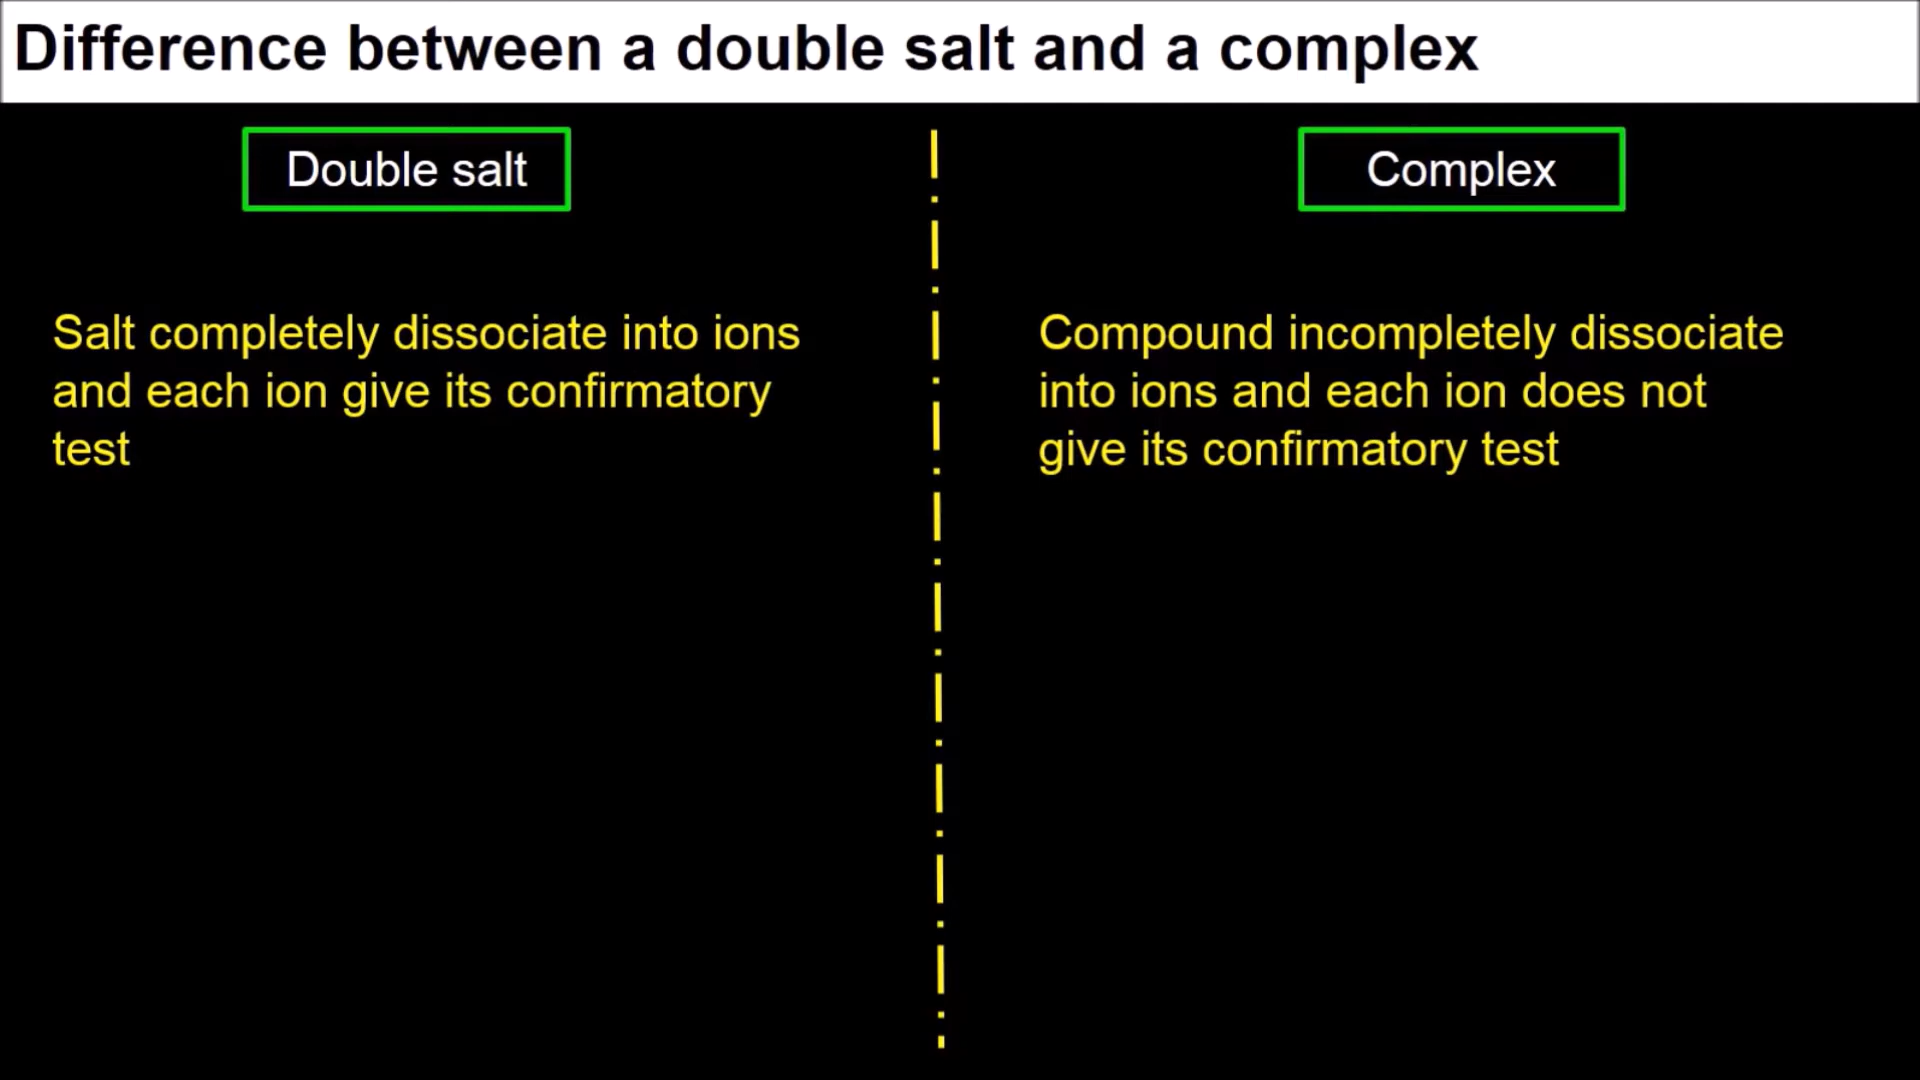 Difference between a double salt and a complex
Double salt
Salt completely dissociate into ions
and each ion give its confirmatory
test
Complex
Compound incompletely dissociate
into ions and each ion does not
give its confirmatory test